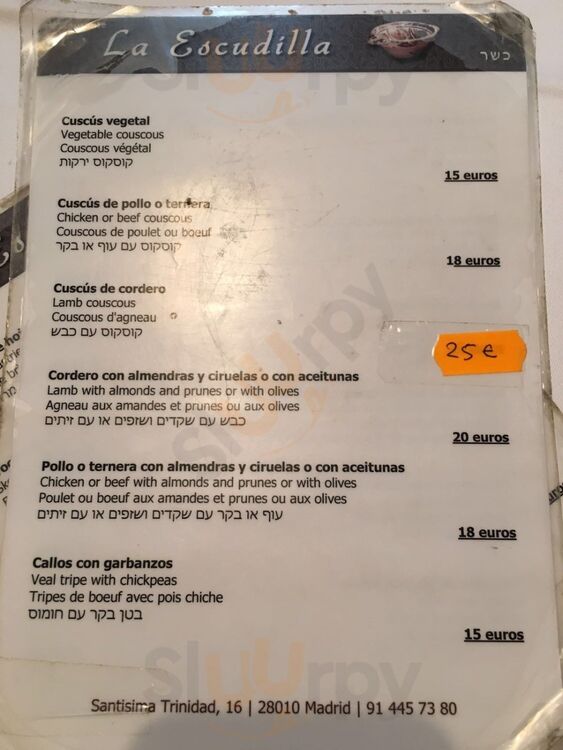 La Escudilla
כשר
Cuscús vegetal
Vegetable couscous
Couscous végétal
קוסקוס ירקות
15 euros
Cuscús de pollo o ternera
Chicken or beef couscous
Couscous de poulet ou boeuf
קוסקוס עם עוף או בקר
18 euros
Cuscús de cordero
Lamb couscous
Couscous d'agneau
קוסקוס עם כבש
25 €
Cordero con almendras y ciruelas o con aceitunas
Lamb with almonds and prunes or with olives
Agneau aux amandes et prunes ou aux olives
כבש עם שקדים ושזפים או עם זיתים
20 euros
Pollo o ternera con almendras y ciruelas o con aceitunas
Chicken or beef with almonds and prunes or with olives
Poulet ou boeuf aux amandes et prunes ou aux olives
עוף או בקר עם שקדים ושזפים או עם זיתים
18 euros
Callos con garbanzos
Veal tripe with chickpeas
Tripes de boeuf avec pois chiche
בטן בקר עם חומוס
15 euros
Santisima Trinidad, 16 | 28010 Madrid | 91 445 73 80
Sluurpy
Sluurpy
Sluurpy